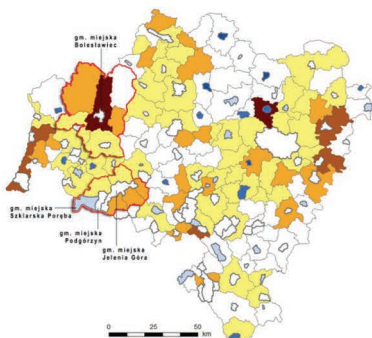 gm. miejska
Bolesławiec
gm. miejska
Szklarska Poręba
gm. miejska
Podgórzyn
gm. miejska
Jelenia Góra
0 25 50
km